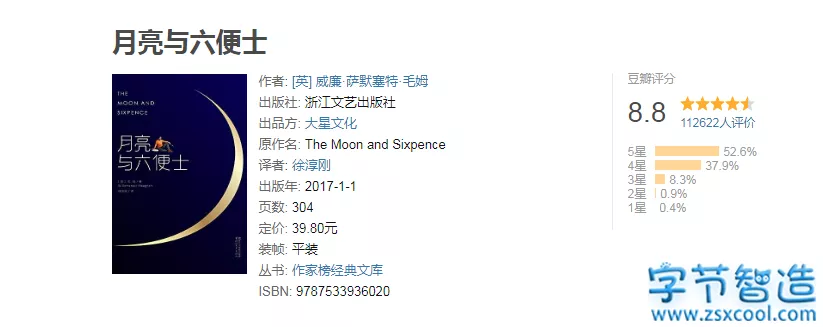 月亮与六便士
THE
MOON AND
SIXPENCE
月亮
与六便士
作者: [英] 威廉·萨默塞特·毛姆
出版社: 浙江文艺出版社
出品方: 大星文化
原作名: The Moon and Sixpence
译者: 徐淳刚
出版年: 2017-1-1
页数: 304
定价: 39.80元
装帧: 平装
丛书: 作家榜经典文库
ISBN: 9787533936020
豆瓣评分
8.8
112622人评价
5星 52.6%
4星 37.9%
3星 8.3%
2星 0.9%
1星 0.4%
字节智造
www.zsxcool.com